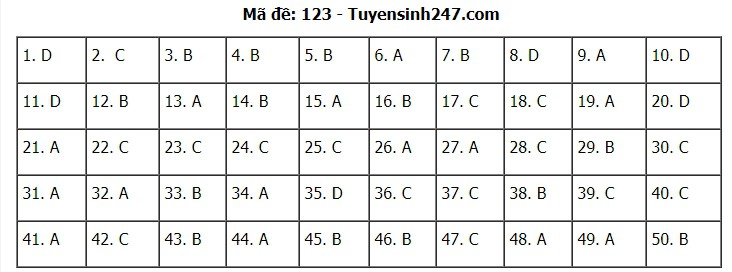 Mã đề: 123 - Tuyensinh247.com
1. D 2. C 3. B 4. B 5. B 6. A 7. B 8. D 9. A 10. D
11. D 12. B 13. A 14. B 15. A 16. B 17. C 18. C 19. A 20. D
21. A 22. C 23. C 24. C 25. C 26. A 27. A 28. C 29. B 30. C
31. A 32. A 33. B 34. A 35. D 36. C 37. C 38. B 39. C 40. C
41. A 42. C 43. B 44. A 45. B 46. B 47. C 48. A 49. A 50. B